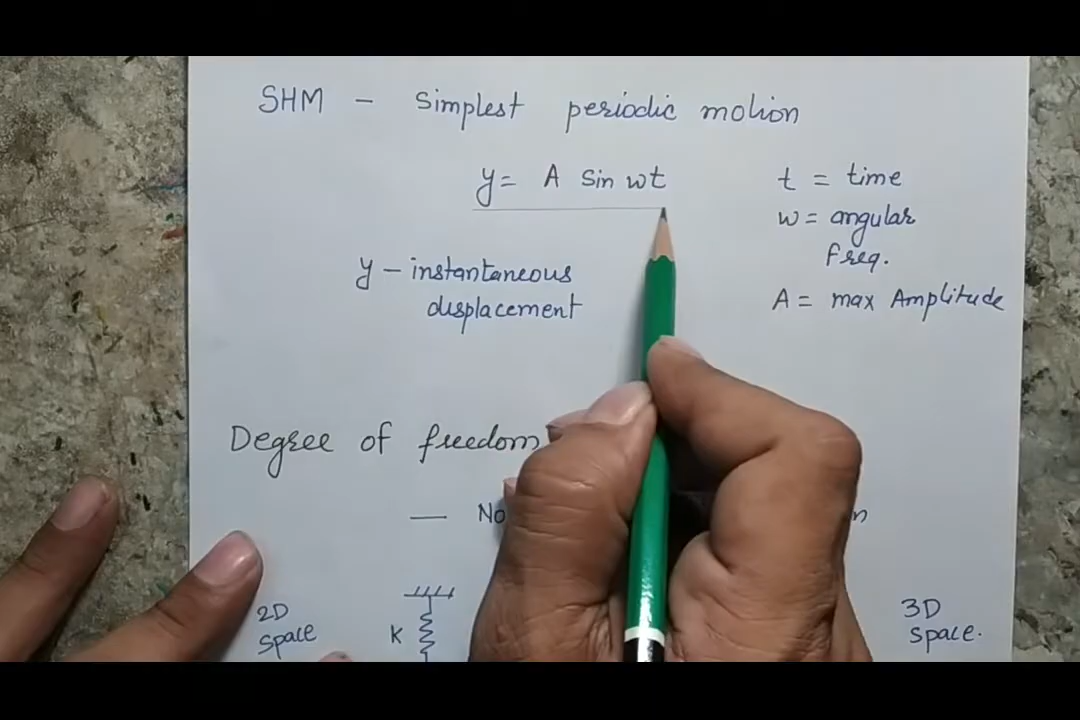 SHM - Simplest periodic motion
y = A sin wt
t = time
w = angular
freq.
y - instantaneous
displacement
A = max Amplitude
Degree of freedom
— No
2D
space
K
3D
space.